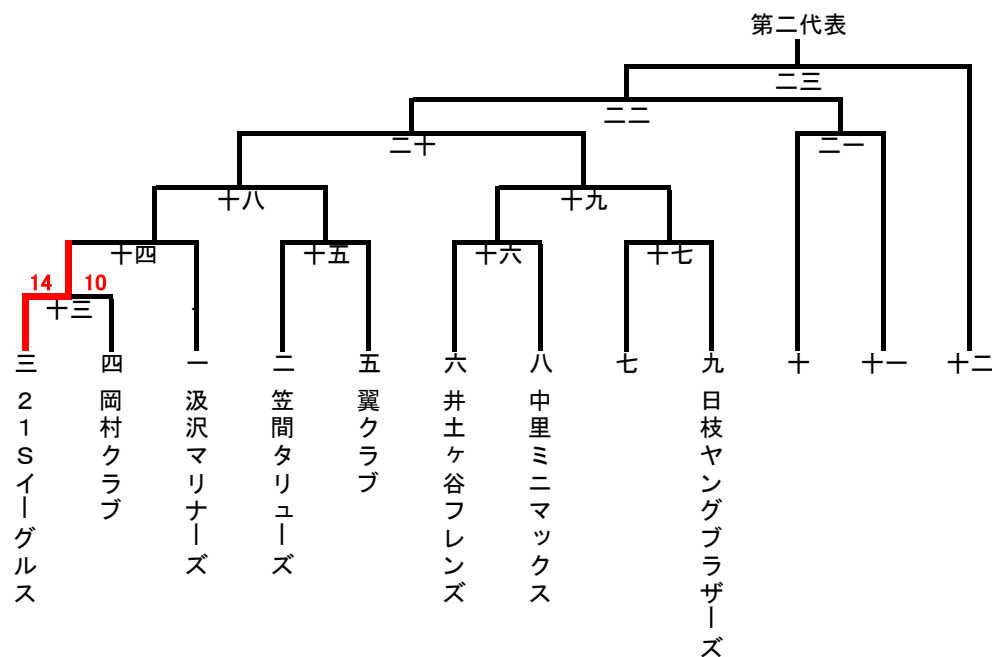 第二代表
二三
二二
二十
二一
十八
十九
十四
十五
十六
十七
14
10
十三
三
四
一
二
五
六
八
七
九
十
十一
十二
21Sイーグルス
岡村クラブ
汲沢マリナーズ
笠間タリューズ
翼クラブ
井土ヶ谷フレンズ
中里ミニマックス
日枝ヤングブラザーズ